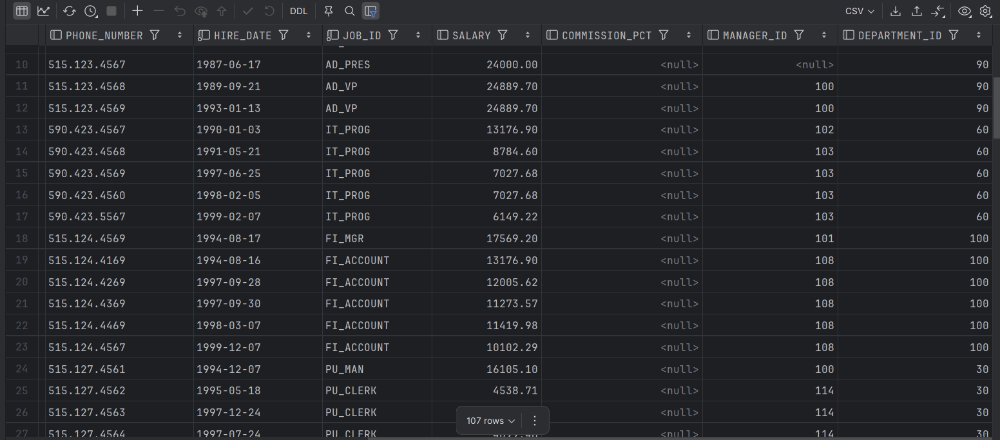 DDL CSV
PHONE_NUMBER HIRE_DATE JOB_ID SALARY COMMISSION_PCT MANAGER_ID DEPARTMENT_ID
10 515.123.4567 1987-06-17 AD_PRES 24000.00 <null> <null> 90
11 515.123.4568 1989-09-21 AD_VP 24889.70 <null> 100 90
12 515.123.4569 1993-01-13 AD_VP 24889.70 <null> 100 90
13 590.423.4567 1990-01-03 IT_PROG 13176.90 <null> 102 60
14 590.423.4568 1991-05-21 IT_PROG 8784.60 <null> 103 60
15 590.423.4569 1997-06-25 IT_PROG 7027.68 <null> 103 60
16 590.423.4560 1998-02-05 IT_PROG 7027.68 <null> 103 60
17 590.423.5567 1999-02-07 IT_PROG 6149.22 <null> 103 60
18 515.124.4569 1994-08-17 FI_MGR 17569.20 <null> 101 100
19 515.124.4169 1994-08-16 FI_ACCOUNT 13176.90 <null> 108 100
20 515.124.4269 1997-09-28 FI_ACCOUNT 12005.62 <null> 108 100
21 515.124.4369 1997-09-30 FI_ACCOUNT 11273.57 <null> 108 100
22 515.124.4469 1998-03-07 FI_ACCOUNT 11419.98 <null> 108 100
23 515.124.4567 1999-12-07 FI_ACCOUNT 10102.29 <null> 108 100
24 515.127.4561 1994-12-07 PU_MAN 16105.10 <null> 100 30
25 515.127.4562 1995-05-18 PU_CLERK 4538.71 <null> 114 30
26 515.127.4563 1997-12-24 PU_CLERK <null> 114 30
107 rows
27 515.127.4564 1997-07-24 PU_CLERK <null> 114 30